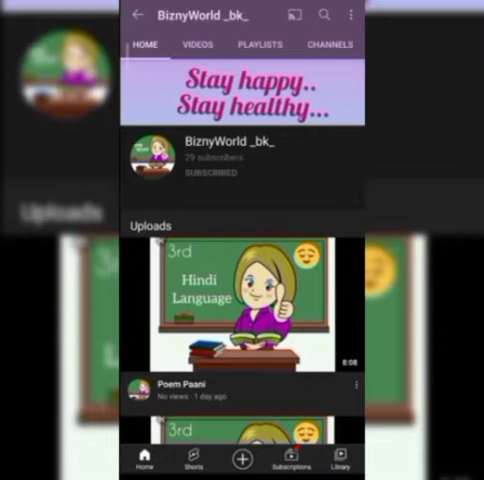 BiznyWorld _bk_
HOME VIDEOS PLAYLISTS CHANNELS
Stay happy..
Stay healthy...
BiznyWorld _bk_
29 subscribers
SUBSCRIBED
Uploads
Uploads
3rd
Hindi
Language
8:08
Poem Paani
No views · 1 day ago
3rd
Home Shorts Subscriptions Library